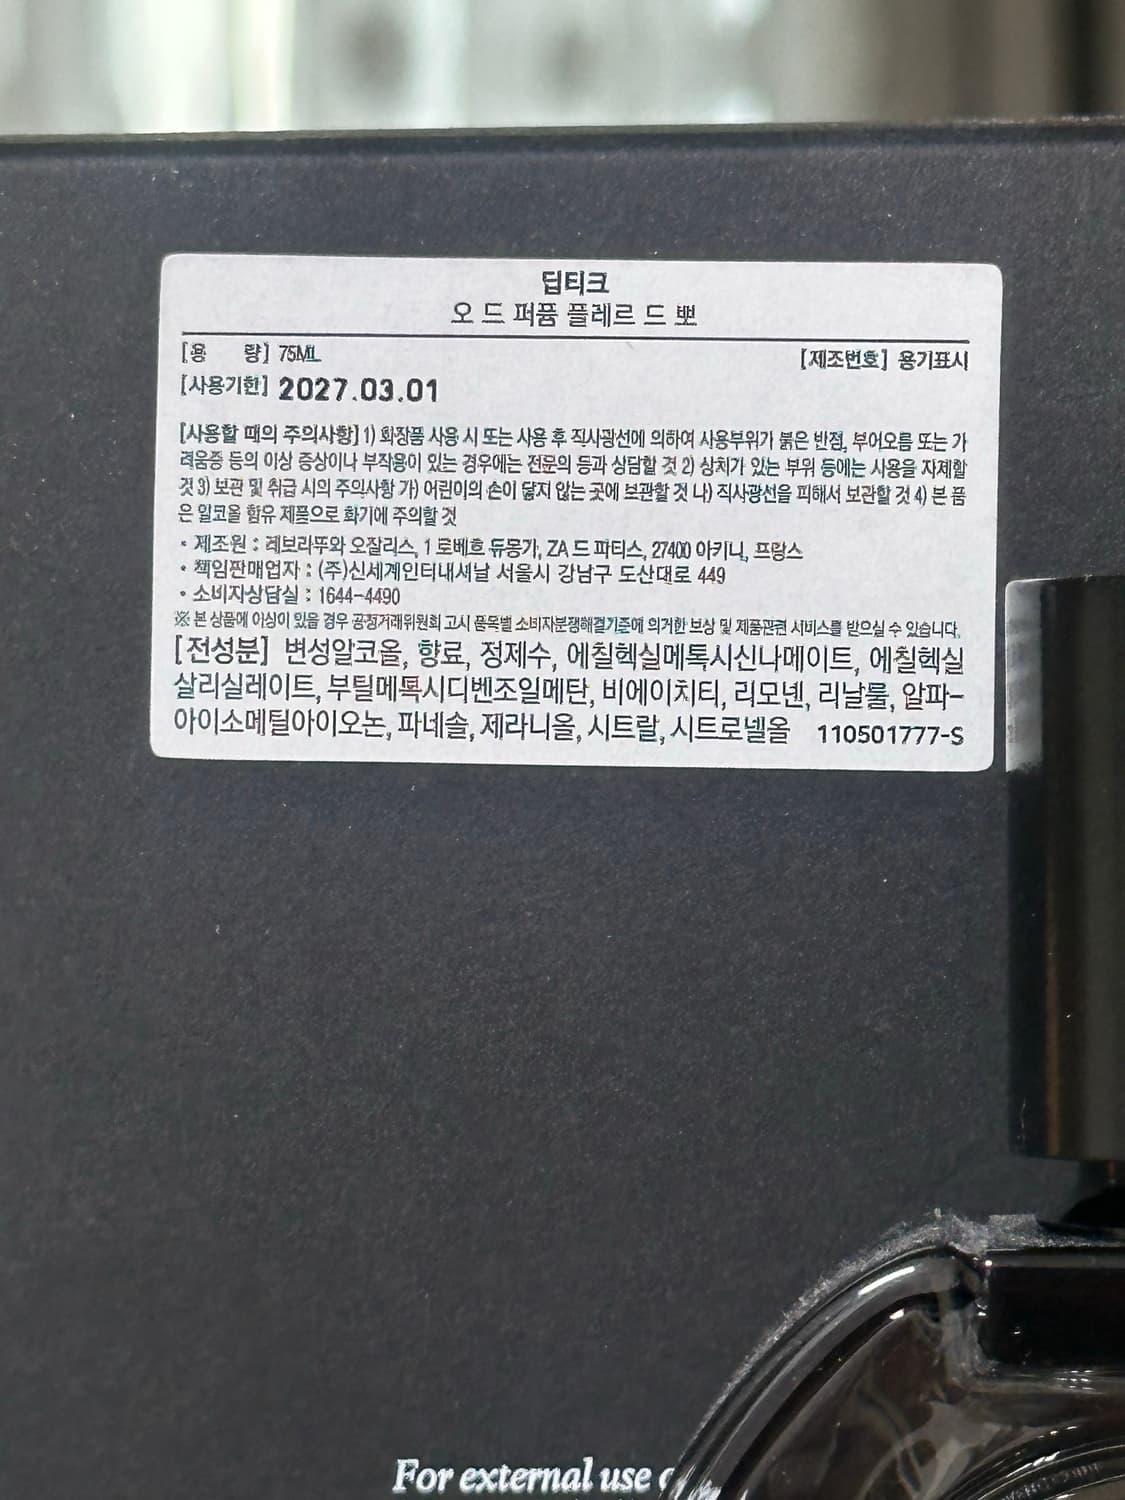 딥티크
오 드 퍼퓸 플레르 드 뽀
[용 량] 75ML [제조번호] 용기표시
[사용기한] 2027.03.01
[사용할 때의 주의사항] 1) 화장품 사용 시 또는 사용 후 직사광선에 의하여 사용부위가 붉은 반점, 부어오름 또는 가
려움증 등의 이상 증상이나 부작용이 있는 경우에는 전문의 등과 상담할 것 2) 상처가 있는 부위 등에는 사용을 자제할
것 3) 보관 및 취급 시의 주의사항 가) 어린이의 손이 닿지 않는 곳에 보관할 것 나) 직사광선을 피해서 보관할 것 4) 본 품
은 알코올 함유 제품으로 화기에 주의할 것
• 제조원 : 레브라뚜와 오잘리스, 1 로베흐 듀몽가, ZA 드 파티스, 27400 아키니, 프랑스
• 책임판매업자 : (주)신세계인터내셔날 서울시 강남구 도산대로 449
• 소비자상담실 : 1644-4490
※ 본 상품에 이상이 있을 경우 공정거래위원회 고시 품목별 소비자분쟁해결기준에 의거한 보상 및 제품관련 서비스를 받으실 수 있습니다.
[전성분] 변성알코올, 향료, 정제수, 에칠헥실메톡시신나메이트, 에칠헥실
살리실레이트, 부틸메톡시디벤조일메탄, 비에이치티, 리모넨, 리날룰, 알파-
아이소메틸아이오논, 파네솔, 제라니올, 시트랄, 시트로넬올 110501777-S
For external use